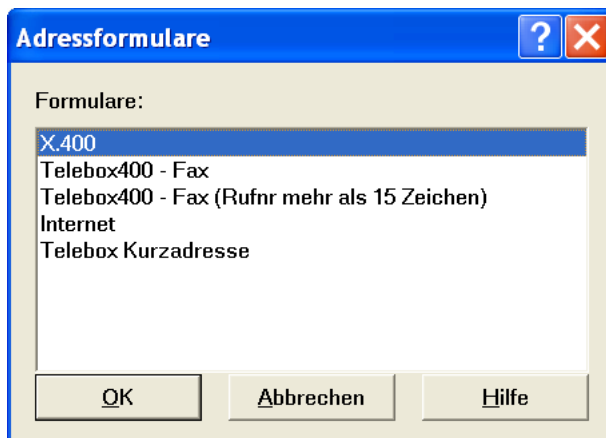 Adressformulare
Formulare:
X.400
Telebox400 - Fax
Telebox400 - Fax (Rufnr mehr als 15 Zeichen)
Internet
Telebox Kurzadresse
OK Abbrechen Hilfe